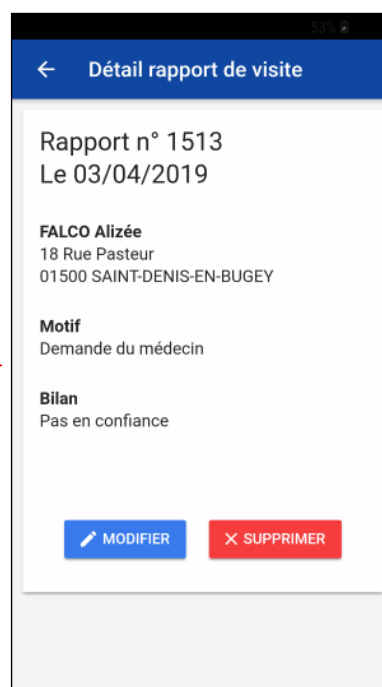 53%
Détail rapport de visite
Rapport n° 1513
Le 03/04/2019
FALCO Alizée
18 Rue Pasteur
01500 SAINT-DENIS-EN-BUGEY
Motif
Demande du médecin
Bilan
Pas en confiance
MODIFIER
SUPPRIMER